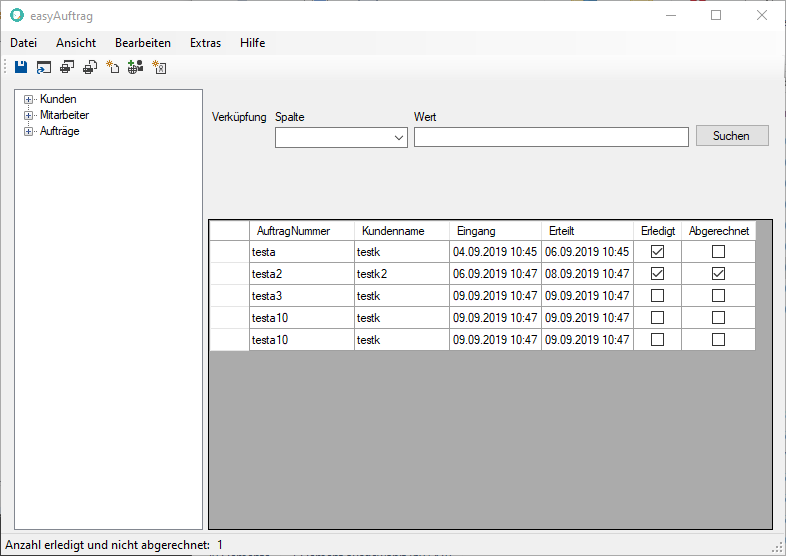 easyAuftrag
Datei Ansicht Bearbeiten Extras Hilfe
Kunden
Mitarbeiter
Aufträge
Verküpfung Spalte Wert
Suchen
AuftragNummer Kundenname Eingang Erteilt Erledigt Abgerechnet
testa testk 04.09.2019 10:45 06.09.2019 10:45
testa2 testk2 06.09.2019 10:47 08.09.2019 10:47
testa3 testk 09.09.2019 10:47 09.09.2019 10:47
testa10 testk 09.09.2019 10:47 09.09.2019 10:47
testa10 testk 09.09.2019 10:47 09.09.2019 10:47
Anzahl erledigt und nicht abgerechnet: 1